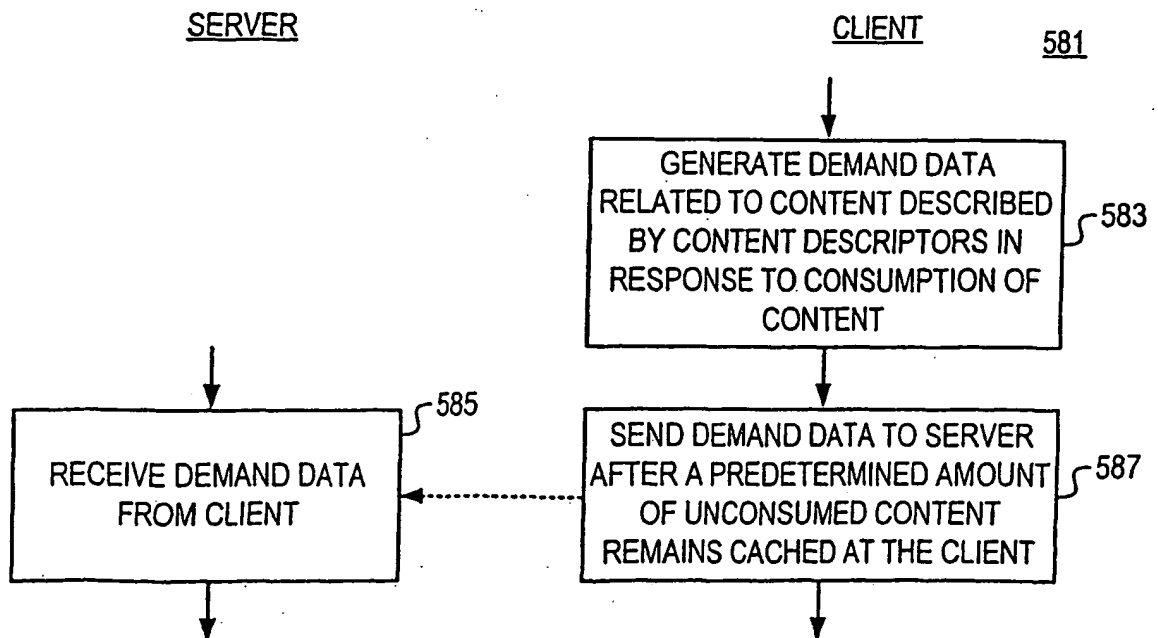 SERVER
CLIENT
581
GENERATE DEMAND DATA
RELATED TO CONTENT DESCRIBED
BY CONTENT DESCRIPTORS IN
RESPONSE TO CONSUMPTION OF
CONTENT
583
585
RECEIVE DEMAND DATA
FROM CLIENT
SEND DEMAND DATA TO SERVER
AFTER A PREDETERMINED AMOUNT
OF UNCONSUMED CONTENT
REMAINS CACHED AT THE CLIENT
587